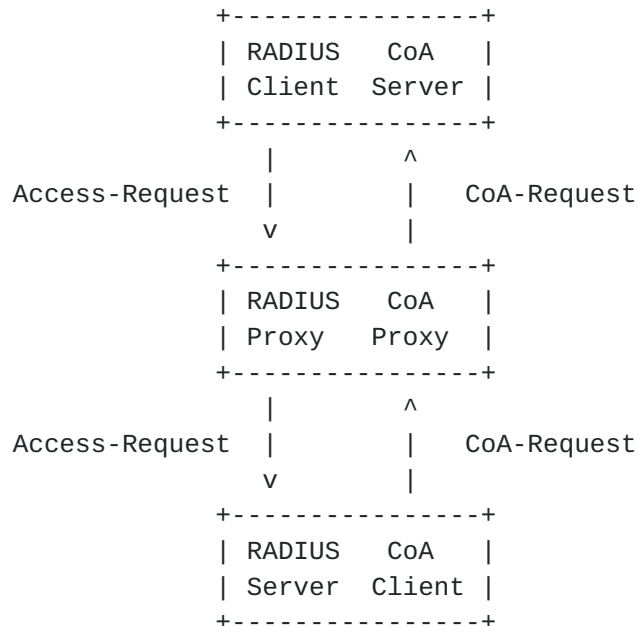 +----------------+
| RADIUS   CoA   |
| Client  Server |
+----------------+
|        ^
Access-Request  |        |   CoA-Request
v        |
+----------------+
| RADIUS   CoA   |
| Proxy   Proxy  |
+----------------+
|        ^
Access-Request  |        |   CoA-Request
v        |
+----------------+
| RADIUS   CoA   |
| Server  Client |
+----------------+